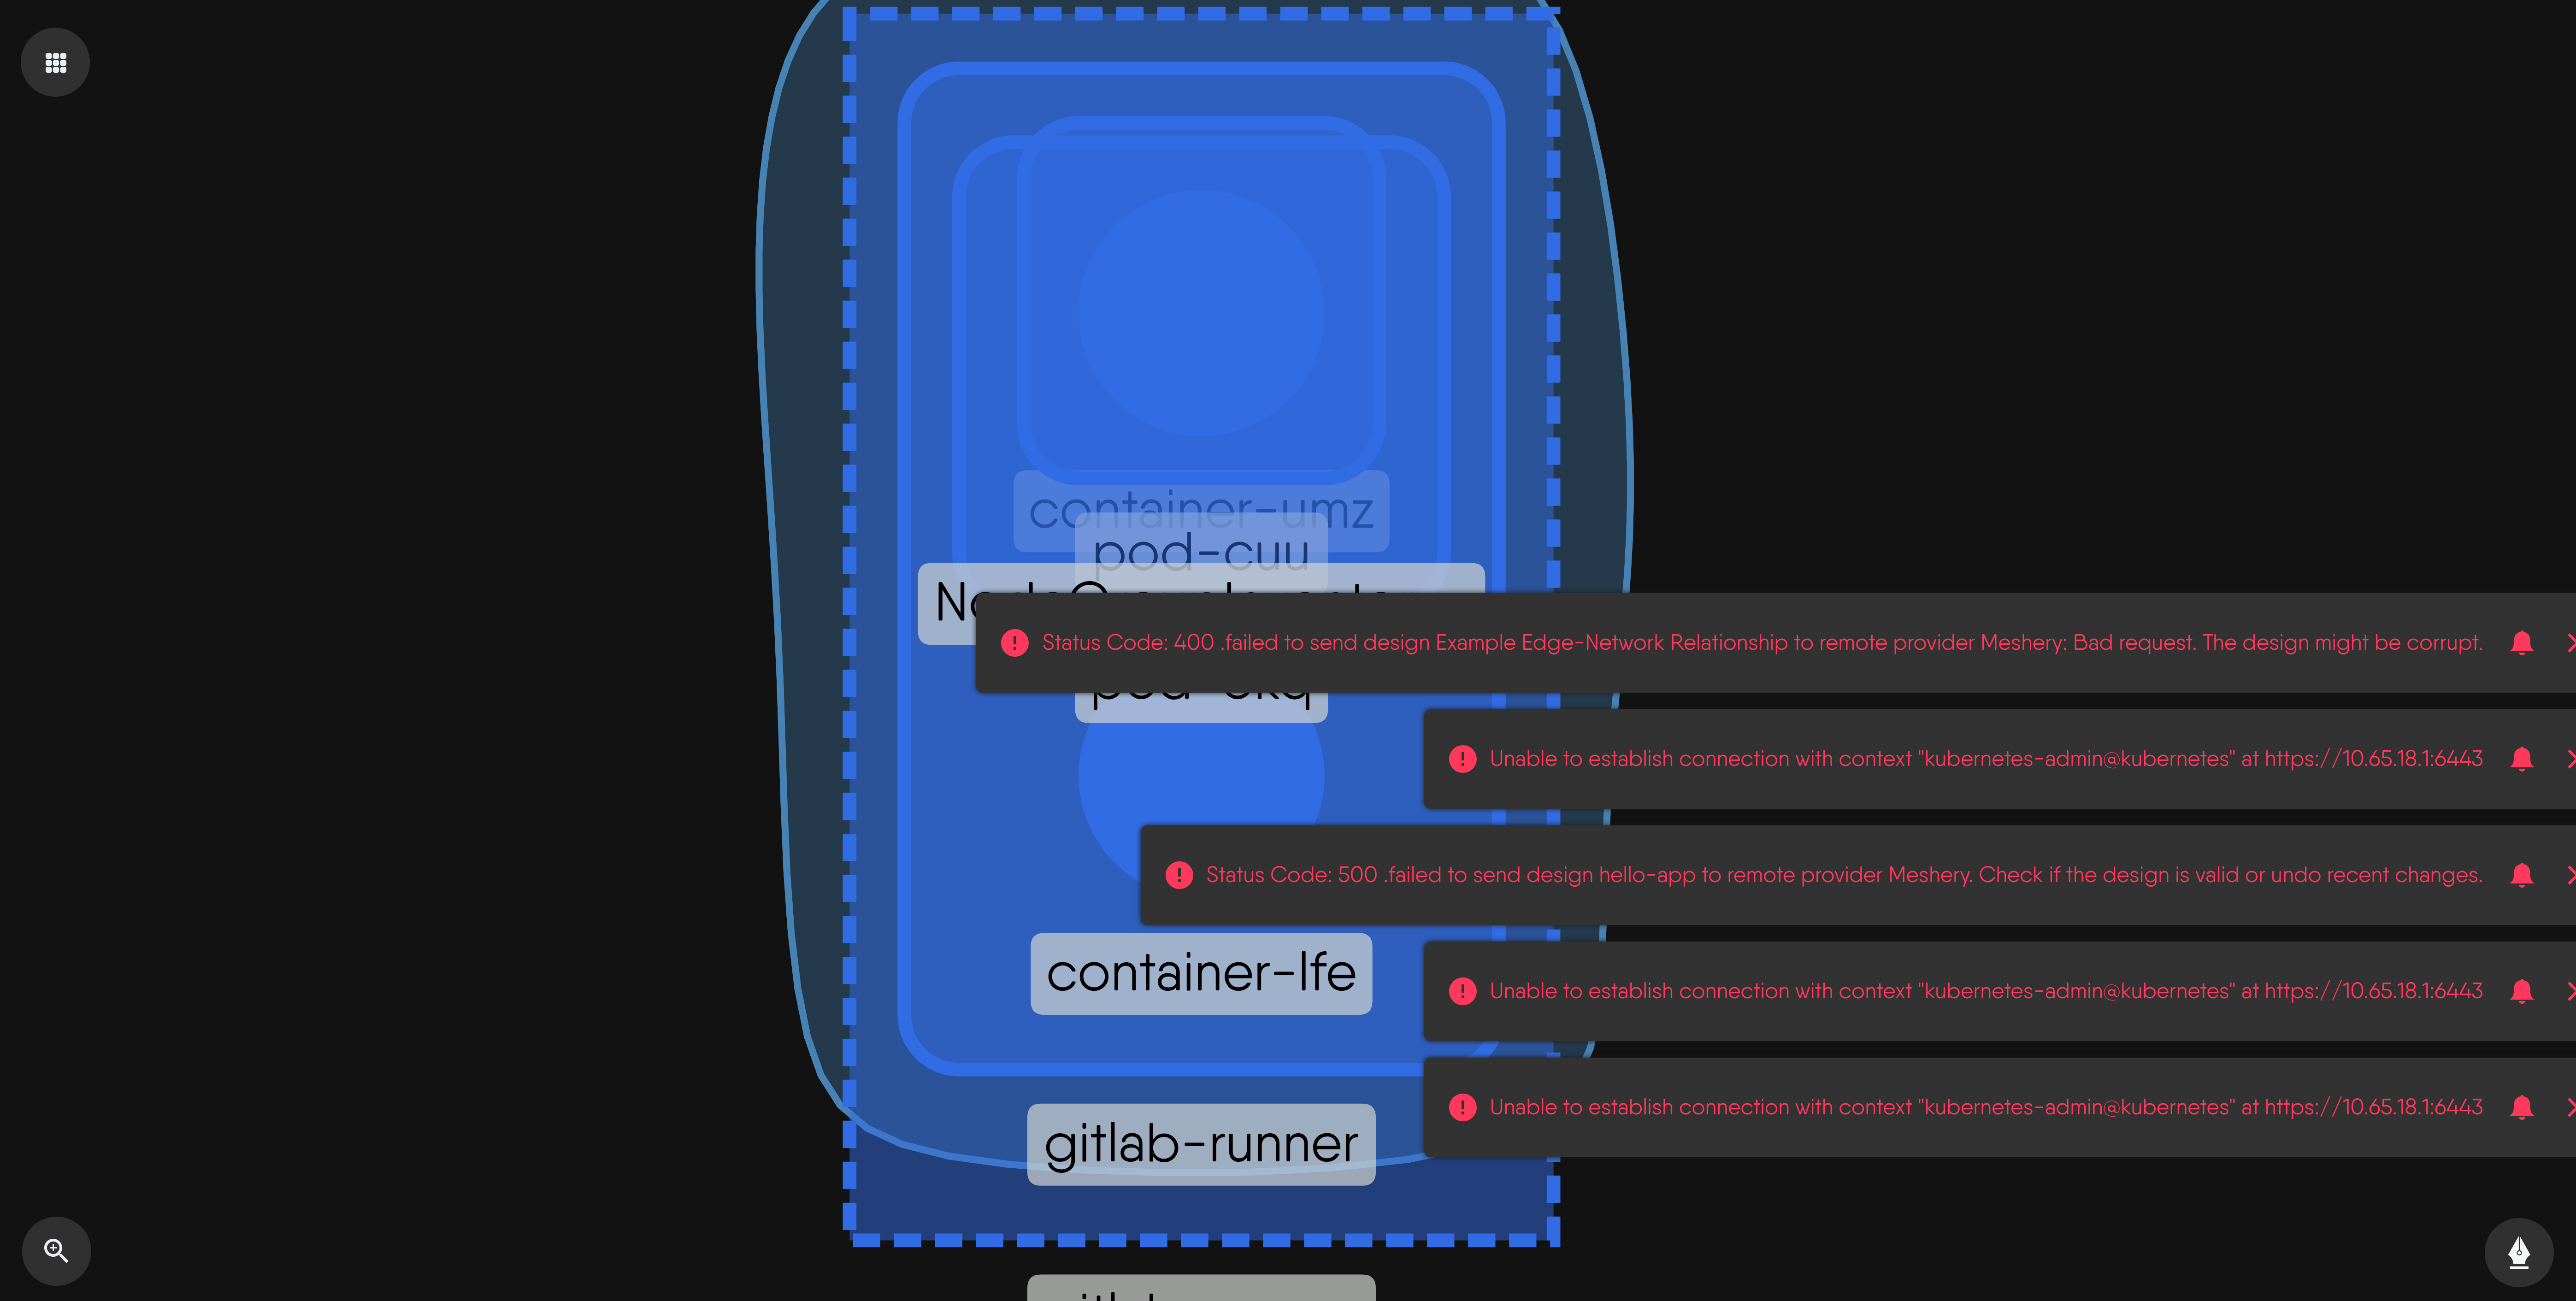 container-umz
pod-cuu
Status Code: 400 .failed to send design Example Edge-Network Relationship to remote provider Meshery: Bad request. The design might be corrupt.
Unable to establish connection with context "kubernetes-admin@kubernetes" at https://10.65.18.1:6443
Status Code: 500 .failed to send design hello-app to remote provider Meshery. Check if the design is valid or undo recent changes.
container-lfe
Unable to establish connection with context "kubernetes-admin@kubernetes" at https://10.65.18.1:6443
Unable to establish connection with context "kubernetes-admin@kubernetes" at https://10.65.18.1:6443
gitlab-runner